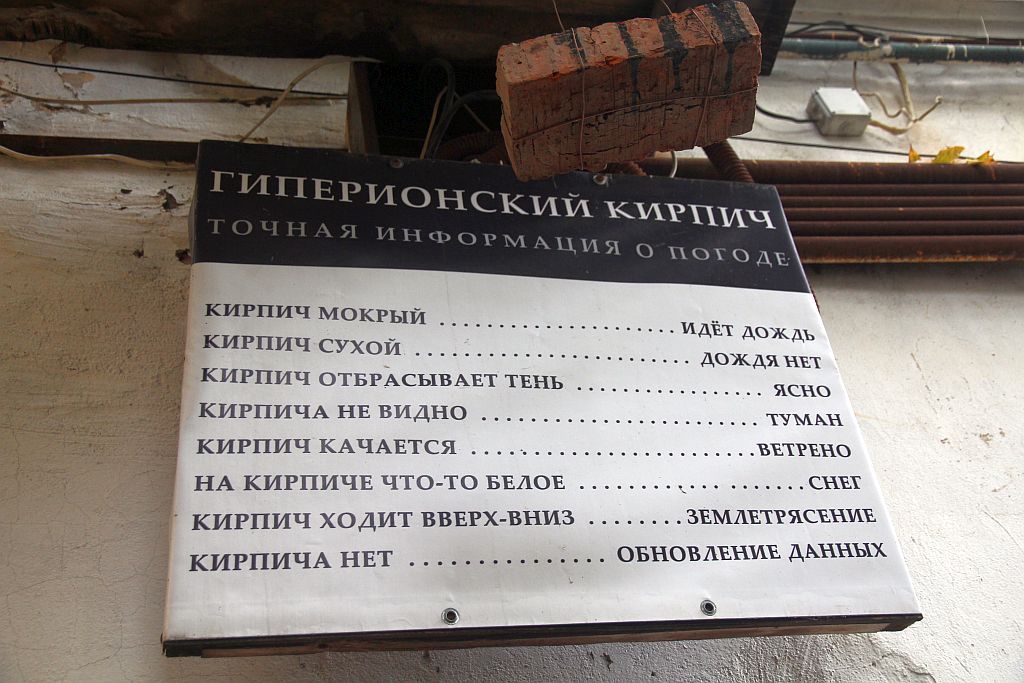 ГИПЕРИОНСКИЙ КИРПИЧ
ТОЧНАЯ ИНФОРМАЦИЯ О ПОГОДЕ
КИРПИЧ МОКРЫЙ ........................ ИДЁТ ДОЖДЬ
КИРПИЧ СУХОЙ ............................ ДОЖДЯ НЕТ
КИРПИЧ ОТБРАСЫВАЕТ ТЕНЬ ................... ЯСНО
КИРПИЧА НЕ ВИДНО ............................ ТУМАН
КИРПИЧ КАЧАЕТСЯ ............................. ВЕТРЕНО
НА КИРПИЧЕ ЧТО-ТО БЕЛОЕ ....................... СНЕГ
КИРПИЧ ХОДИТ ВВЕРХ-ВНИЗ ........ ЗЕМЛЕТРЯСЕНИЕ
КИРПИЧА НЕТ ................. ОБНОВЛЕНИЕ ДАННЫХ